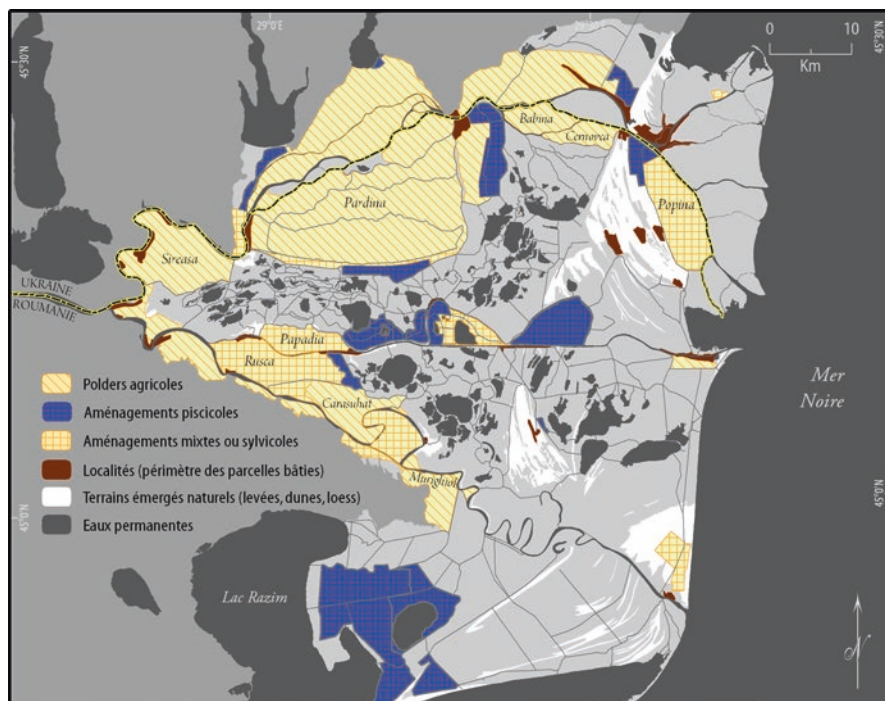 29°0'E
45°30'N
45°30'N
0 10
Km
Babina
Cernovca
Pardina
Popina
Sireasa
UKRAINE
ROUMANIE
Papadia
Rusca
Carasuhat
Murighiol
Mer
Noire
Polders agricoles
Aménagements piscicoles
Aménagements mixtes ou sylvicoles
Localités (périmètre des parcelles bâties)
Terrains émergés naturels (levées, dunes, loess)
Eaux permanentes
45°0'N
45°0'N
Lac Razim
N